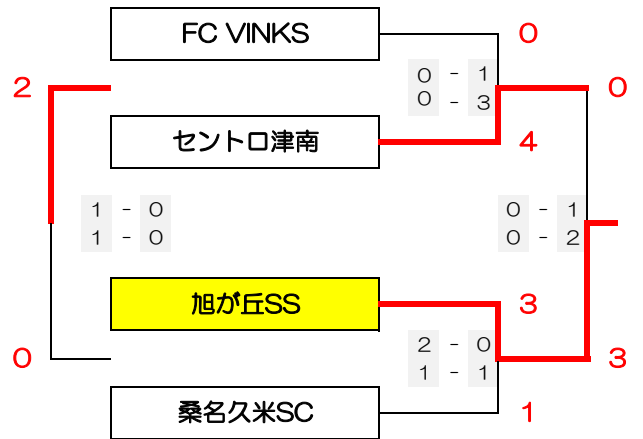 FC VINKS
0
0 - 1
0 - 3
2
0
セントロ津南
4
1 - 0
1 - 0
0 - 1
0 - 2
旭が丘SS
3
2 - 0
1 - 1
0
3
桑名久米SC
1